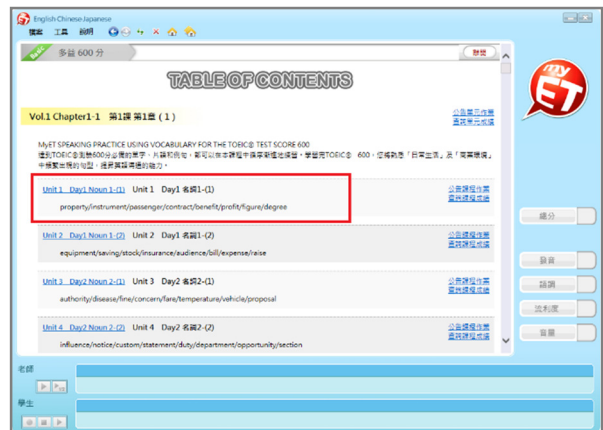 English Chinese Japanese
檔案 工具 說明
Basic 多益 600 分
TABLE OF CONTENTS
Vol.1 Chapter1-1 第1課 第1章 ( 1 )
公告單元作業
查詢單元成績
MyET SPEAKING PRACTICE USING VOCABULARY FOR THE TOEIC® TEST SCORE 600
Unit 1 Day1 Noun 1-(1) Unit 1 Day1 名詞1-(1)
公告課程作業
查詢課程成績
property/instrument/passenger/contract/benefit/profit/figure/degree
Unit 2 Day1 Noun 1-(2) Unit 2 Day1 名詞1-(2)
公告課程作業
查詢課程成績
equipment/saving/stock/insurance/audience/bill/expense/raise
Unit 3 Day2 Noun 2-(1) Unit 3 Day2 名詞2-(1)
公告課程作業
查詢課程成績
authority/disease/fine/concern/fare/temperature/vehicle/proposal
Unit 4 Day2 Noun 2-(2) Unit 4 Day2 名詞2-(2)
公告課程作業
查詢課程成績
influence/notice/custom/statement/duty/department/opportunity/section
my
ET
總分
發音
語調
流利度
音量
老師
學生